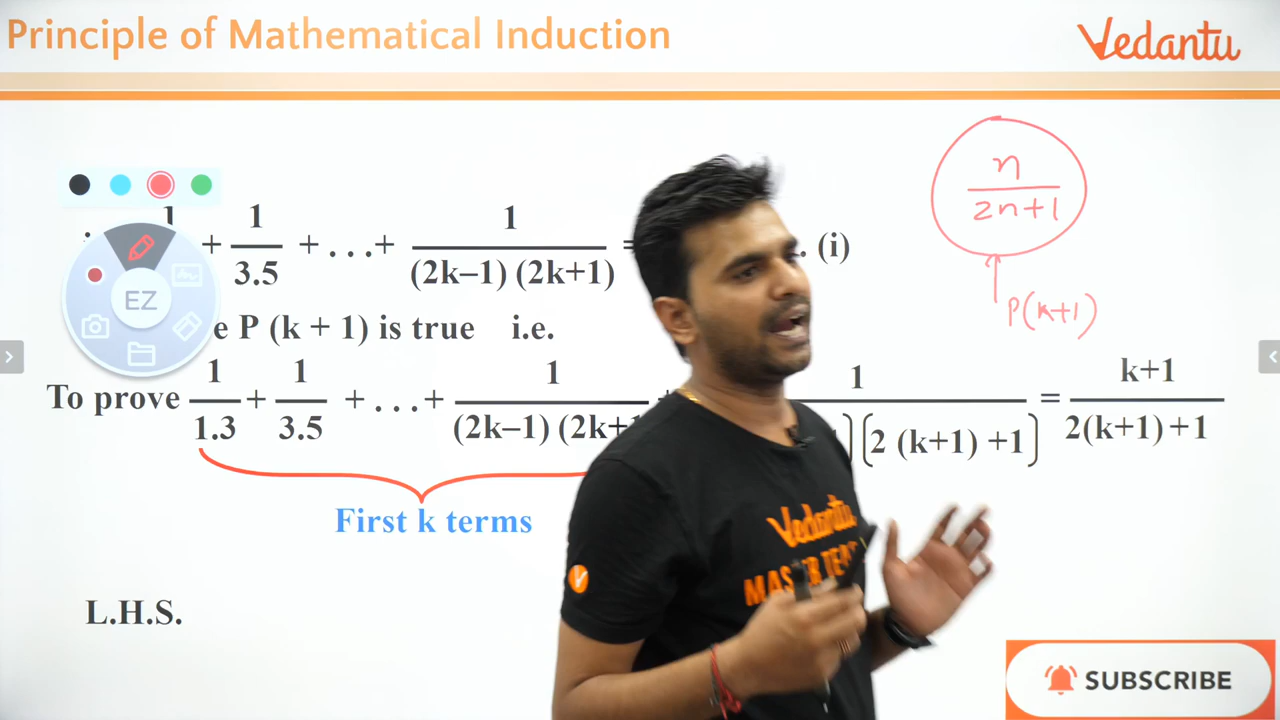 Principle of Mathematical Induction
Vedantu
n
2n+1
P(k+1)
1 + 1/3.5 + ...+ 1/(2k–1) (2k+1) = . (i)
EZ
e P (k + 1) is true i.e.
To prove 1/1.3 + 1/3.5 + ...+ 1/(2k–1) (2k+1 + 1/)(2 (k+1) +1) = k+1/2(k+1)+1
First k terms
Vedantu
L.H.S.
SUBSCRIBE